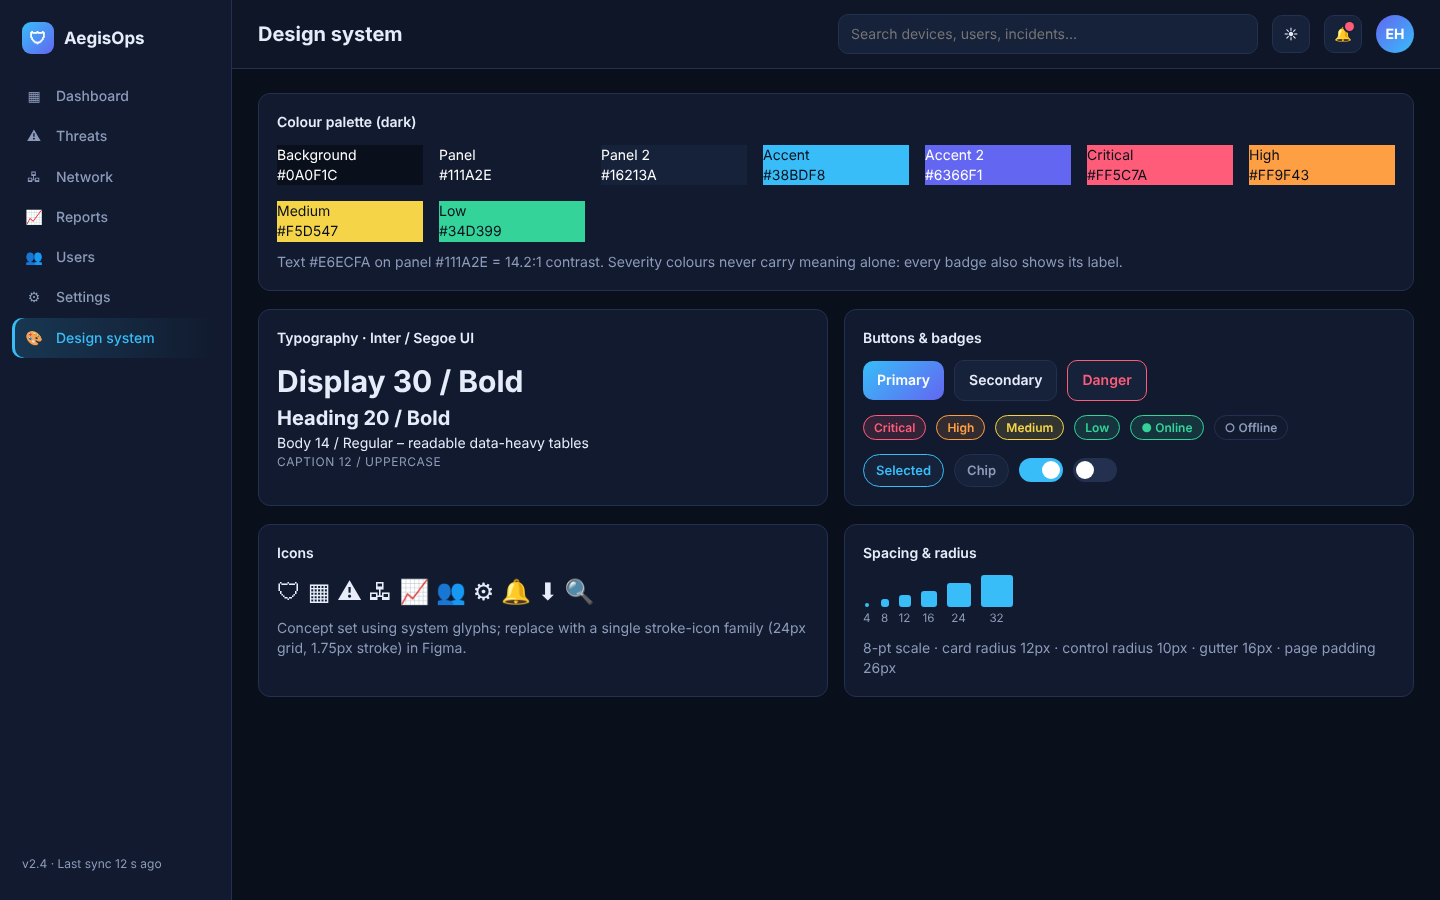 AegisOps
Design system
Search devices, users, incidents...
EH
Dashboard
Threats
Network
Reports
Users
Settings
Design system
Colour palette (dark)
Background
#0A0F1C
Panel
#111A2E
Panel 2
#16213A
Accent
#38BDF8
Accent 2
#6366F1
Critical
#FF5C7A
High
#FF9F43
Medium
#F5D547
Low
#34D399
Text #E6ECFA on panel #111A2E = 14.2:1 contrast. Severity colours never carry meaning alone: every badge also shows its label.
Typography · Inter / Segoe UI
Display 30 / Bold
Heading 20 / Bold
Body 14 / Regular – readable data-heavy tables
CAPTION 12 / UPPERCASE
Buttons & badges
Primary Secondary Danger
Critical High Medium Low Online Offline
Selected Chip
Icons
Concept set using system glyphs; replace with a single stroke-icon family (24px
grid, 1.75px stroke) in Figma.
Spacing & radius
4 8 12 16 24 32
8-pt scale · card radius 12px · control radius 10px · gutter 16px · page padding
26px
v2.4 · Last sync 12 s ago